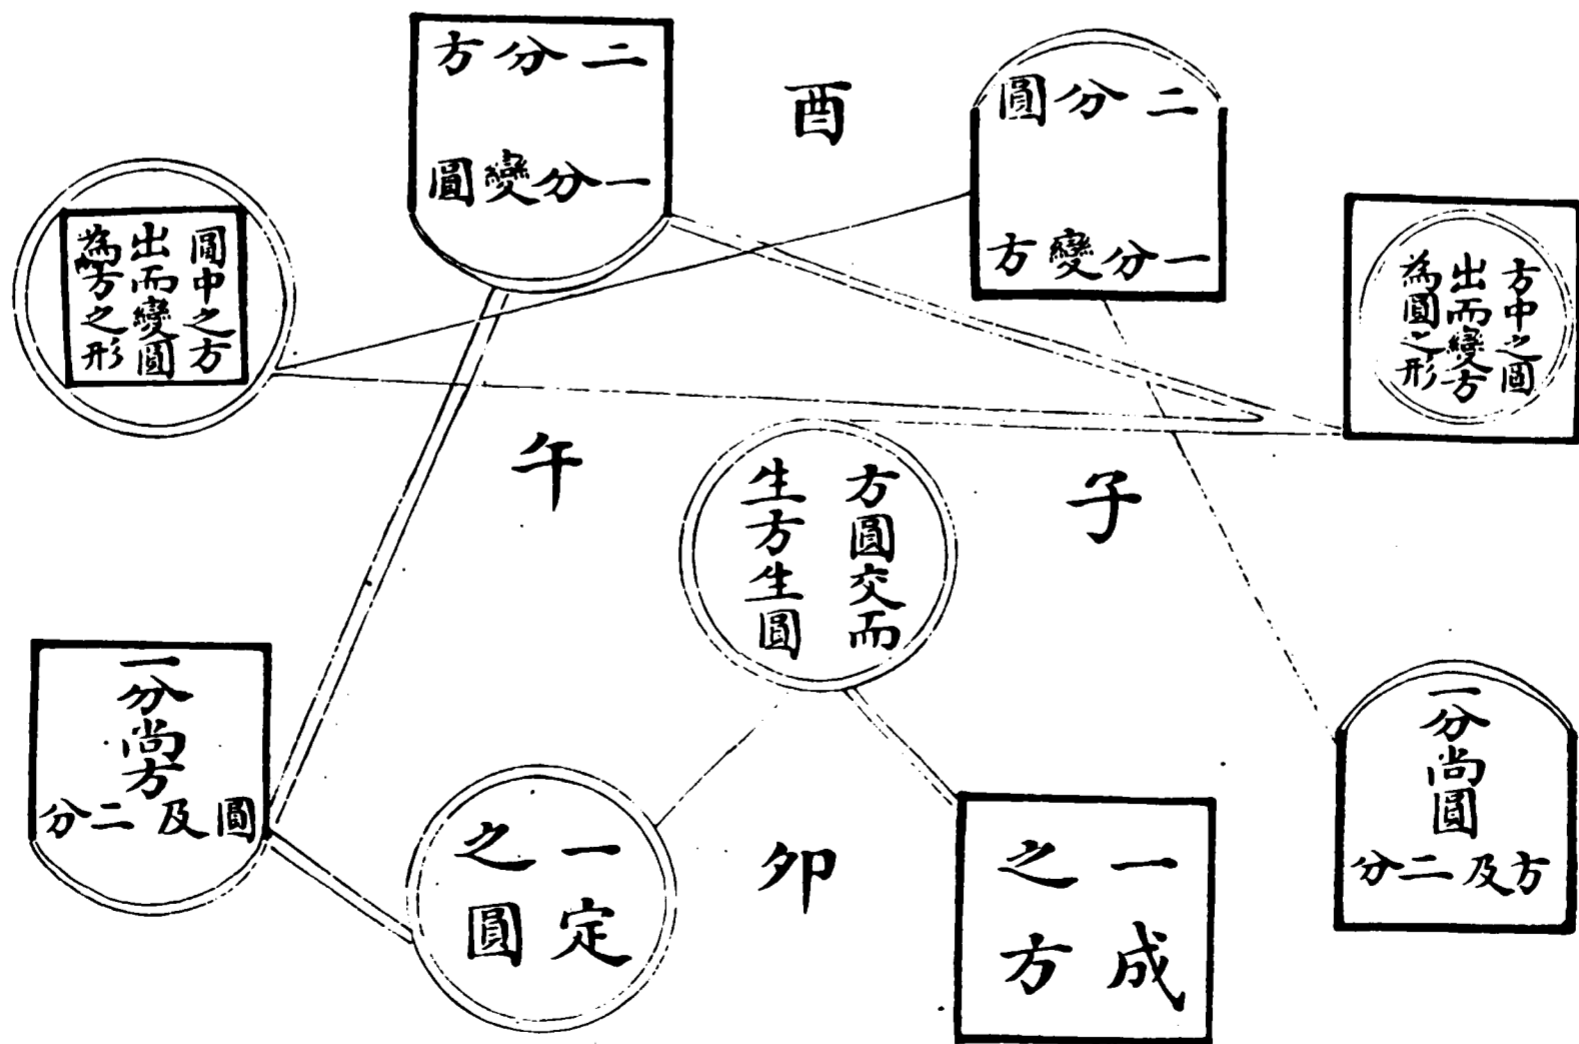 二分方
一分變圓
酉
二分圓
一分變方
圓中之方
出而變圓
為方之形
方中之圓
出而變方
為圓之形
午
方圓交而
生方生圓
子
一分尚方
圓及二分
一定
之圓
卯
一成
之方
一分尚圓
方及二分